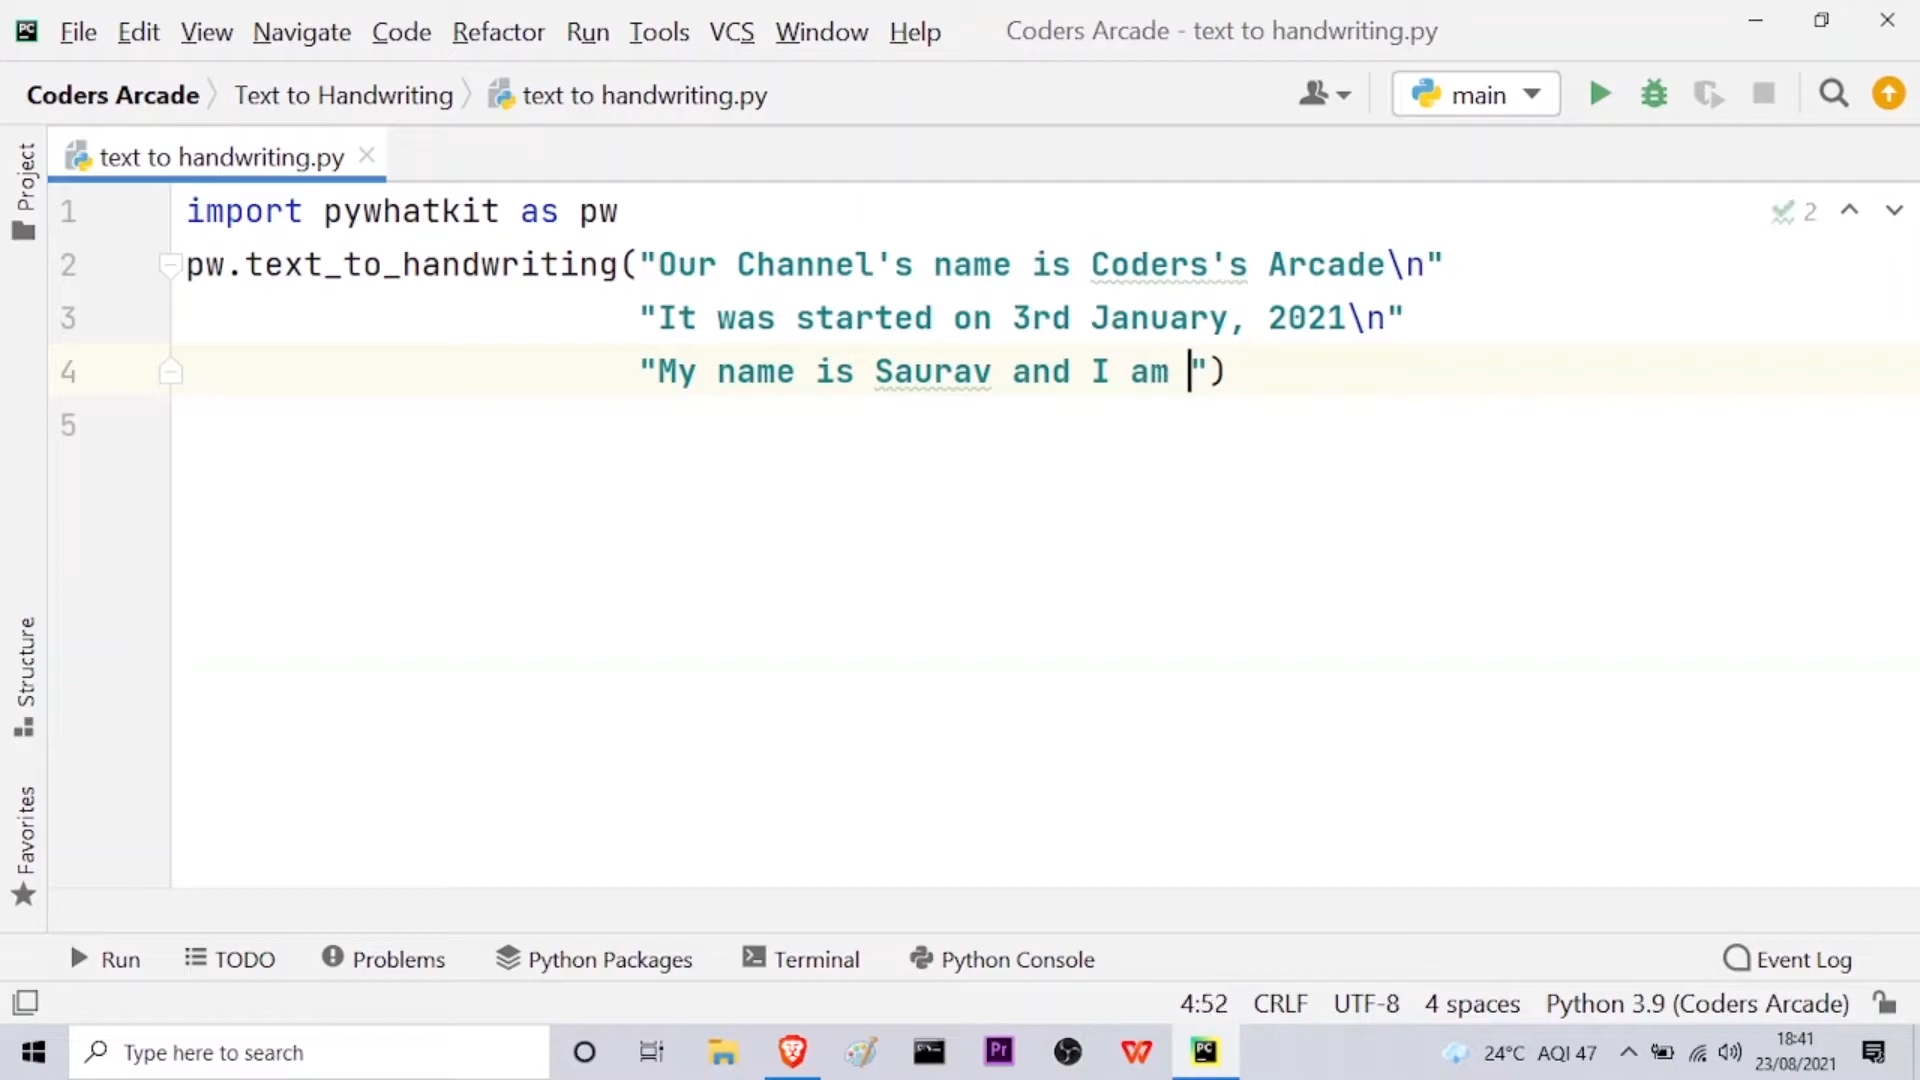 File Edit View Navigate Code Refactor Run Tools VCS Window Help Coders Arcade - text to handwriting.py
Coders Arcade Text to Handwriting text to handwriting.py main
Project
text to handwriting.py
1 import pywhatkit as pw
2
2 pw.text_to_handwriting("Our Channel's name is Coders's Arcade\n"
3 "It was started on 3rd January, 2021\n"
4 "My name is Saurav and I am ")
5
Structure
Favorites
Run TODO Problems Python Packages Terminal Python Console Event Log
4:52 CRLF UTF-8 4 spaces Python 3.9 (Coders Arcade)
Type here to search Pr PC 24°C AQI 47 18:41
23/08/2021